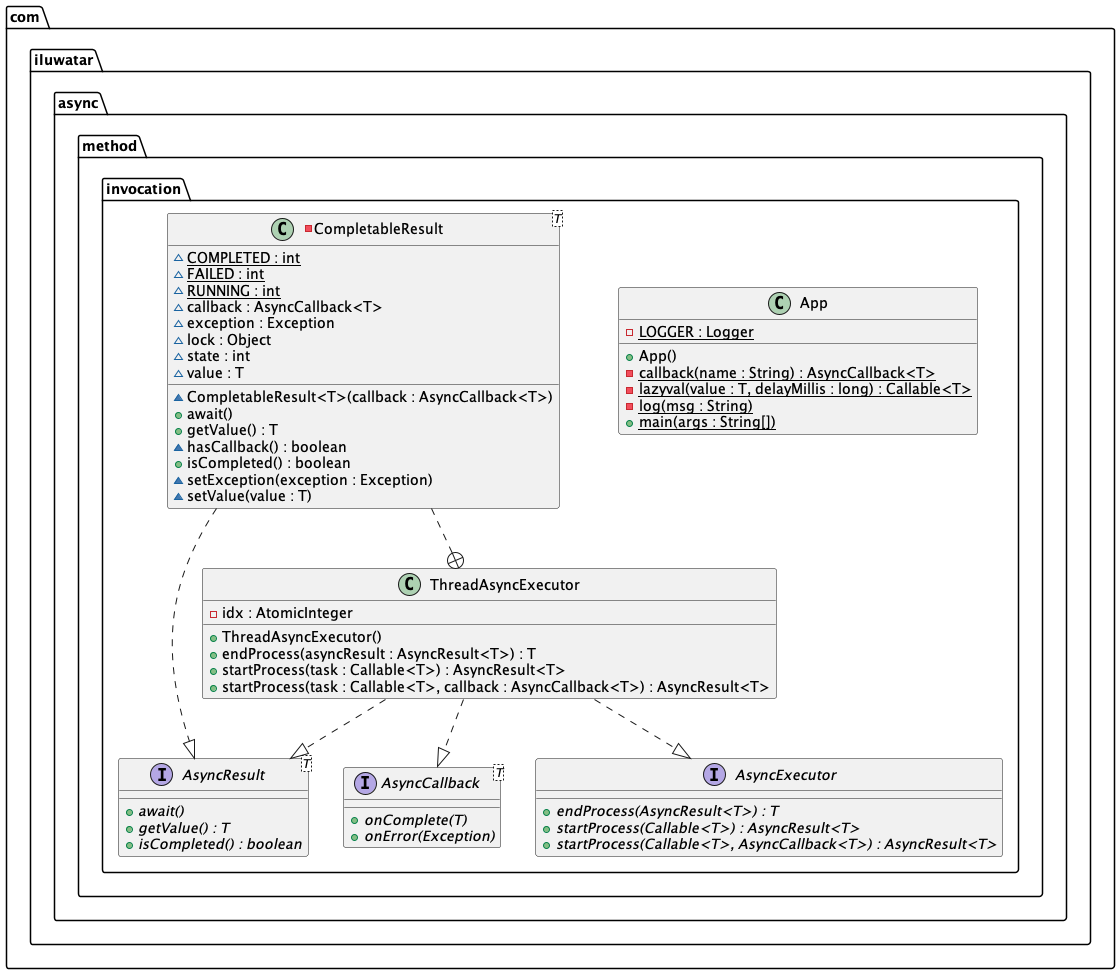 com
iluwatar
async
method
invocation
C CompletableResult T
COMPLETED : int
FAILED : int
RUNNING : int
callback : AsyncCallback<T>
exception : Exception
lock : Object
state : int
value : T
CompletableResult<T>(callback : AsyncCallback<T>)
await()
getValue() : T
hasCallback() : boolean
isCompleted() : boolean
setException(exception : Exception)
setValue(value : T)
C App
LOGGER : Logger
App()
callback(name : String) : AsyncCallback<T>
lazyval(value : T, delayMillis : long) : Callable<T>
log(msg : String)
main(args : String[])
C ThreadAsyncExecutor
idx : AtomicInteger
ThreadAsyncExecutor()
endProcess(asyncResult : AsyncResult<T>) : T
startProcess(task : Callable<T>) : AsyncResult<T>
startProcess(task : Callable<T>, callback : AsyncCallback<T>) : AsyncResult<T>
I AsyncResult T
await()
getValue() : T
isCompleted() : boolean
I AsyncCallback T
onComplete(T)
onError(Exception)
I AsyncExecutor
endProcess(AsyncResult<T>) : T
startProcess(Callable<T>) : AsyncResult<T>
startProcess(Callable<T>, AsyncCallback<T>) : AsyncResult<T>